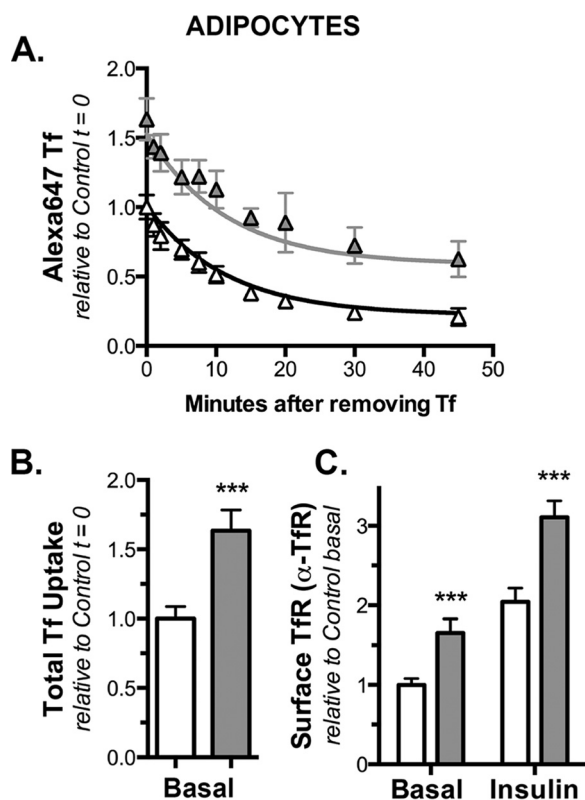 ADIPOCYTES
A.
Alexa647 Tf
relative to Control t = 0
2.0
1.5
1.0
0.5
0.0
0 10 20 30 40 50
Minutes after removing Tf
B.
Total Tf Uptake
relative to Control t = 0
2.0
1.5
1.0
0.5
0.0
***
Basal
C.
Surface TfR (α-TfR)
relative to Control basal
3
2
1
0
***
***
Basal Insulin